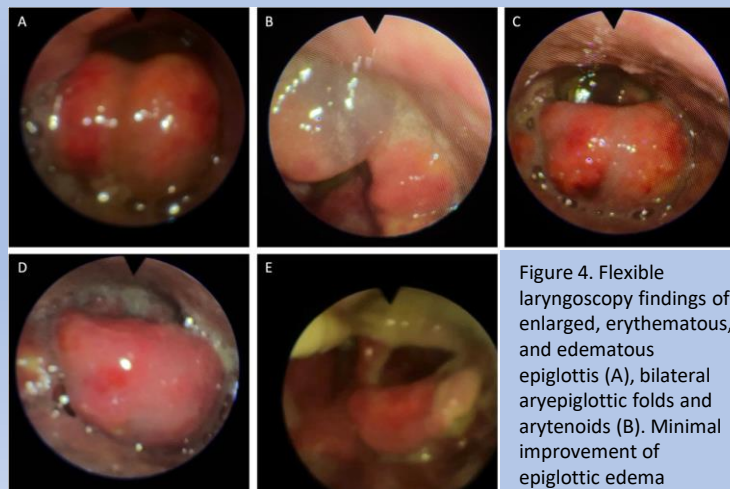 A
B
C
D
E
Figure 4. Flexible
laryngoscopy findings of
enlarged, erythematous,
and edematous
epiglottis (A), bilateral
aryepiglottic folds and
arytenoids (B). Minimal
improvement of
epiglottic edema